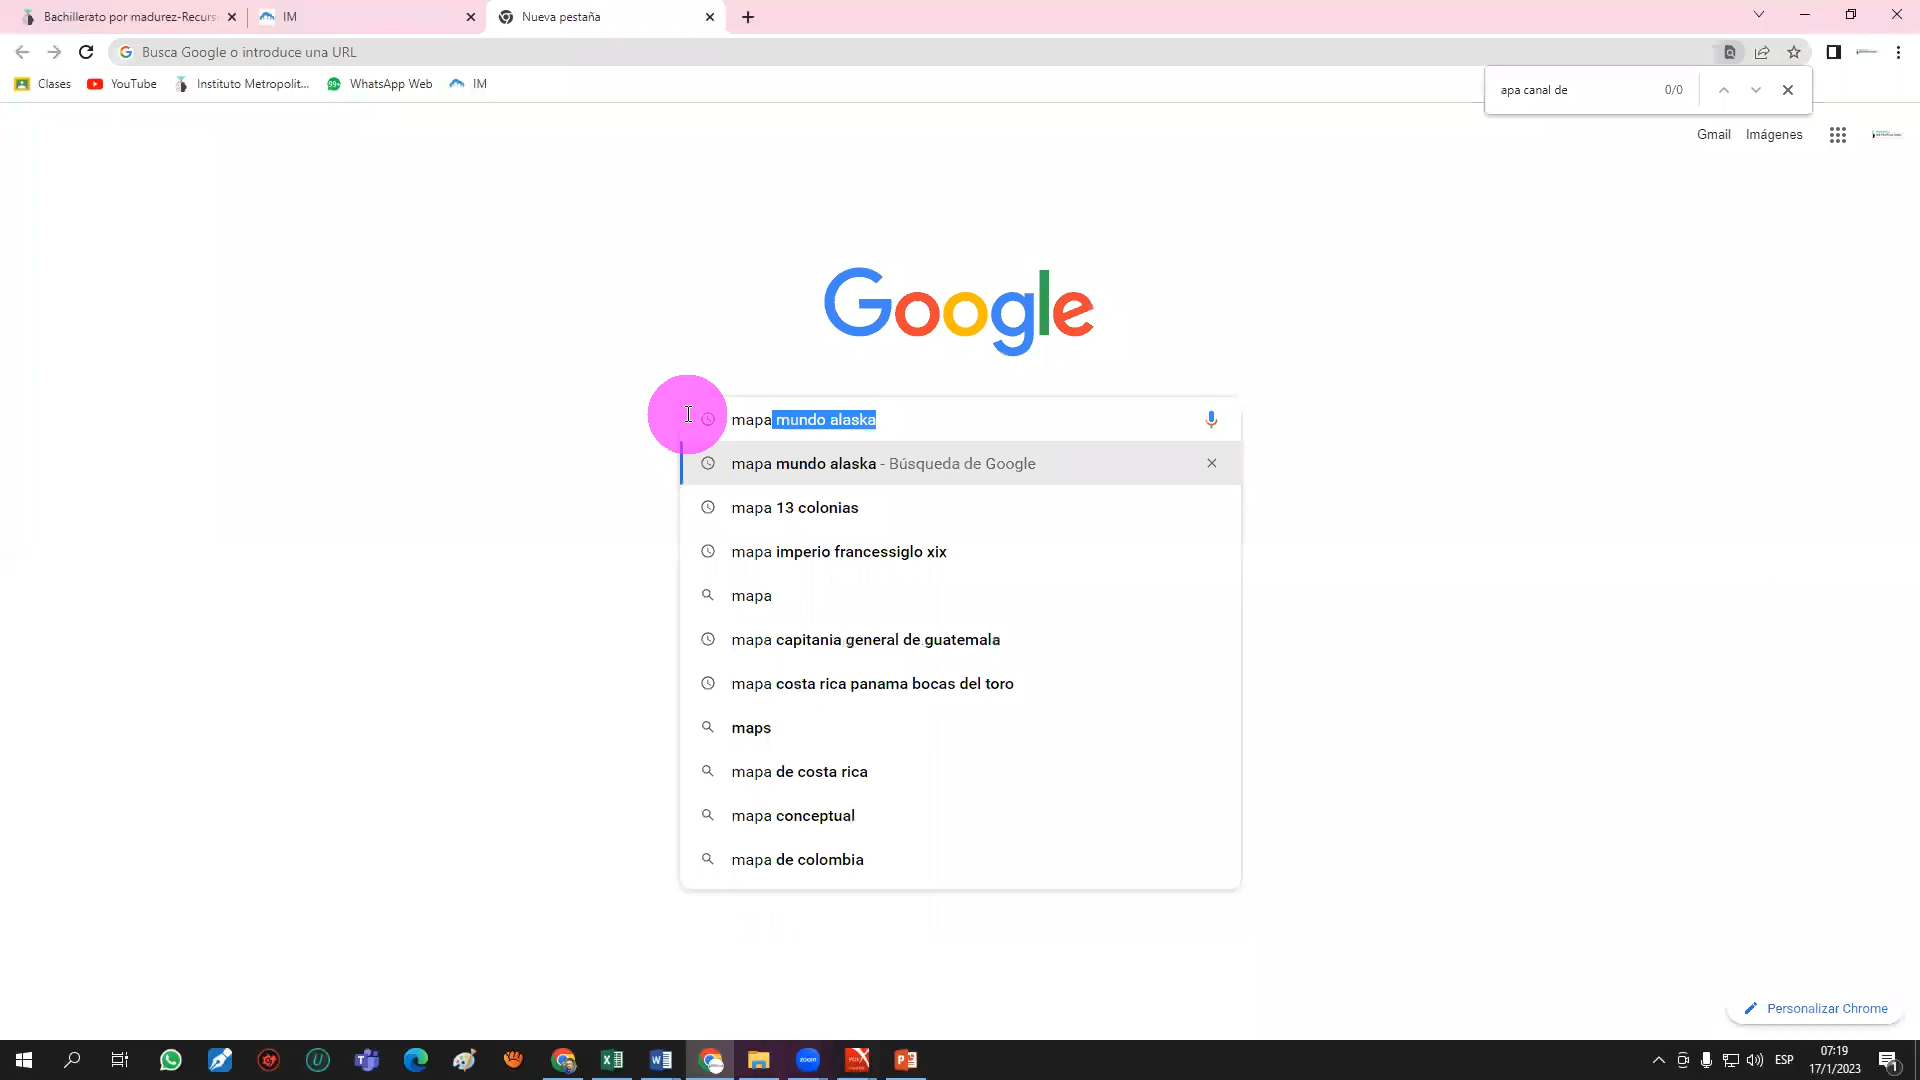 Bachillerato por madurez-Recurs
IM
Nueva pestaña
Busca Google o introduce una URL
Clases
YouTube
Instituto Metropolit...
WhatsApp Web
IM
apa canal de
0/0
Gmail
Imágenes
Google
mapa mundo alaska
mapa mundo alaska - Búsqueda de Google
mapa 13 colonias
mapa imperio francessiglo xix
mapa
mapa capitania general de guatemala
mapa costa rica panama bocas del toro
maps
mapa de costa rica
mapa conceptual
mapa de colombia
Personalizar Chrome
zoom
ESP
07:19
17/1/2023
1